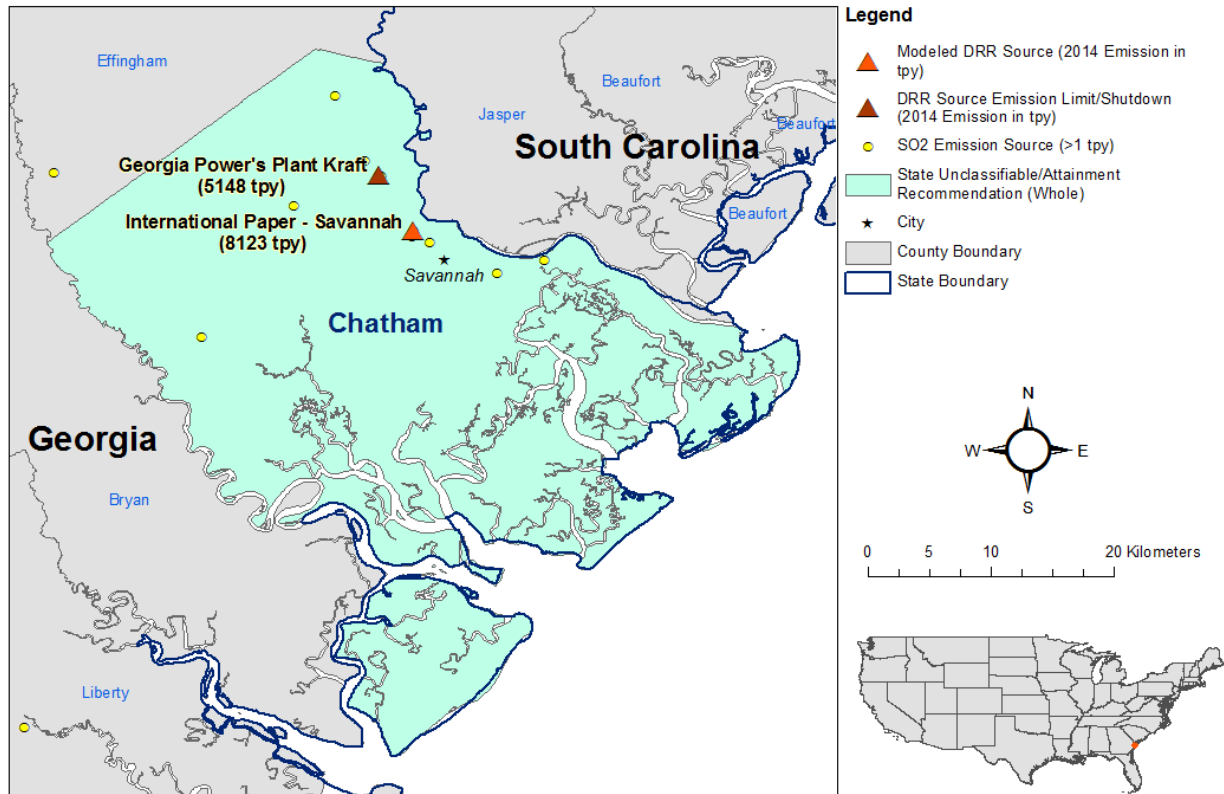 Effingham
Beaufort
Jasper
Beaufort
South Carolina
Georgia Power's Plant Kraft
(5148 tpy)
Beaufort
International Paper - Savannah
(8123 tpy)
Savannah
Chatham
Georgia
Bryan
Liberty
Legend
Modeled DRR Source (2014 Emission in
tpy)
DRR Source Emission Limit/Shutdown
(2014 Emission in tpy)
SO2 Emission Source (>1 tpy)
State Unclassifiable/Attainment
Recommendation (Whole)
City
County Boundary
State Boundary
N
W
E
S
0 5 10 20 Kilometers